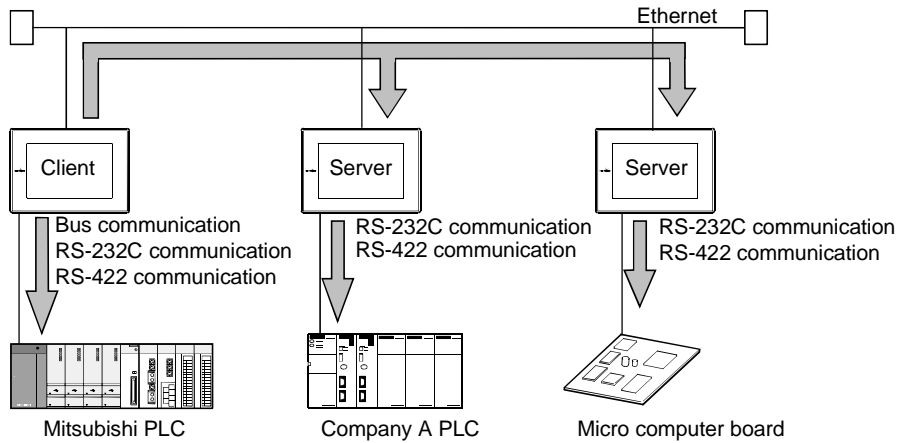 Ethernet
Client
Server
Server
Bus communication
RS-232C communication
RS-422 communication
RS-232C communication
RS-422 communication
RS-232C communication
RS-422 communication
Mitsubishi PLC
Company A PLC
Micro computer board